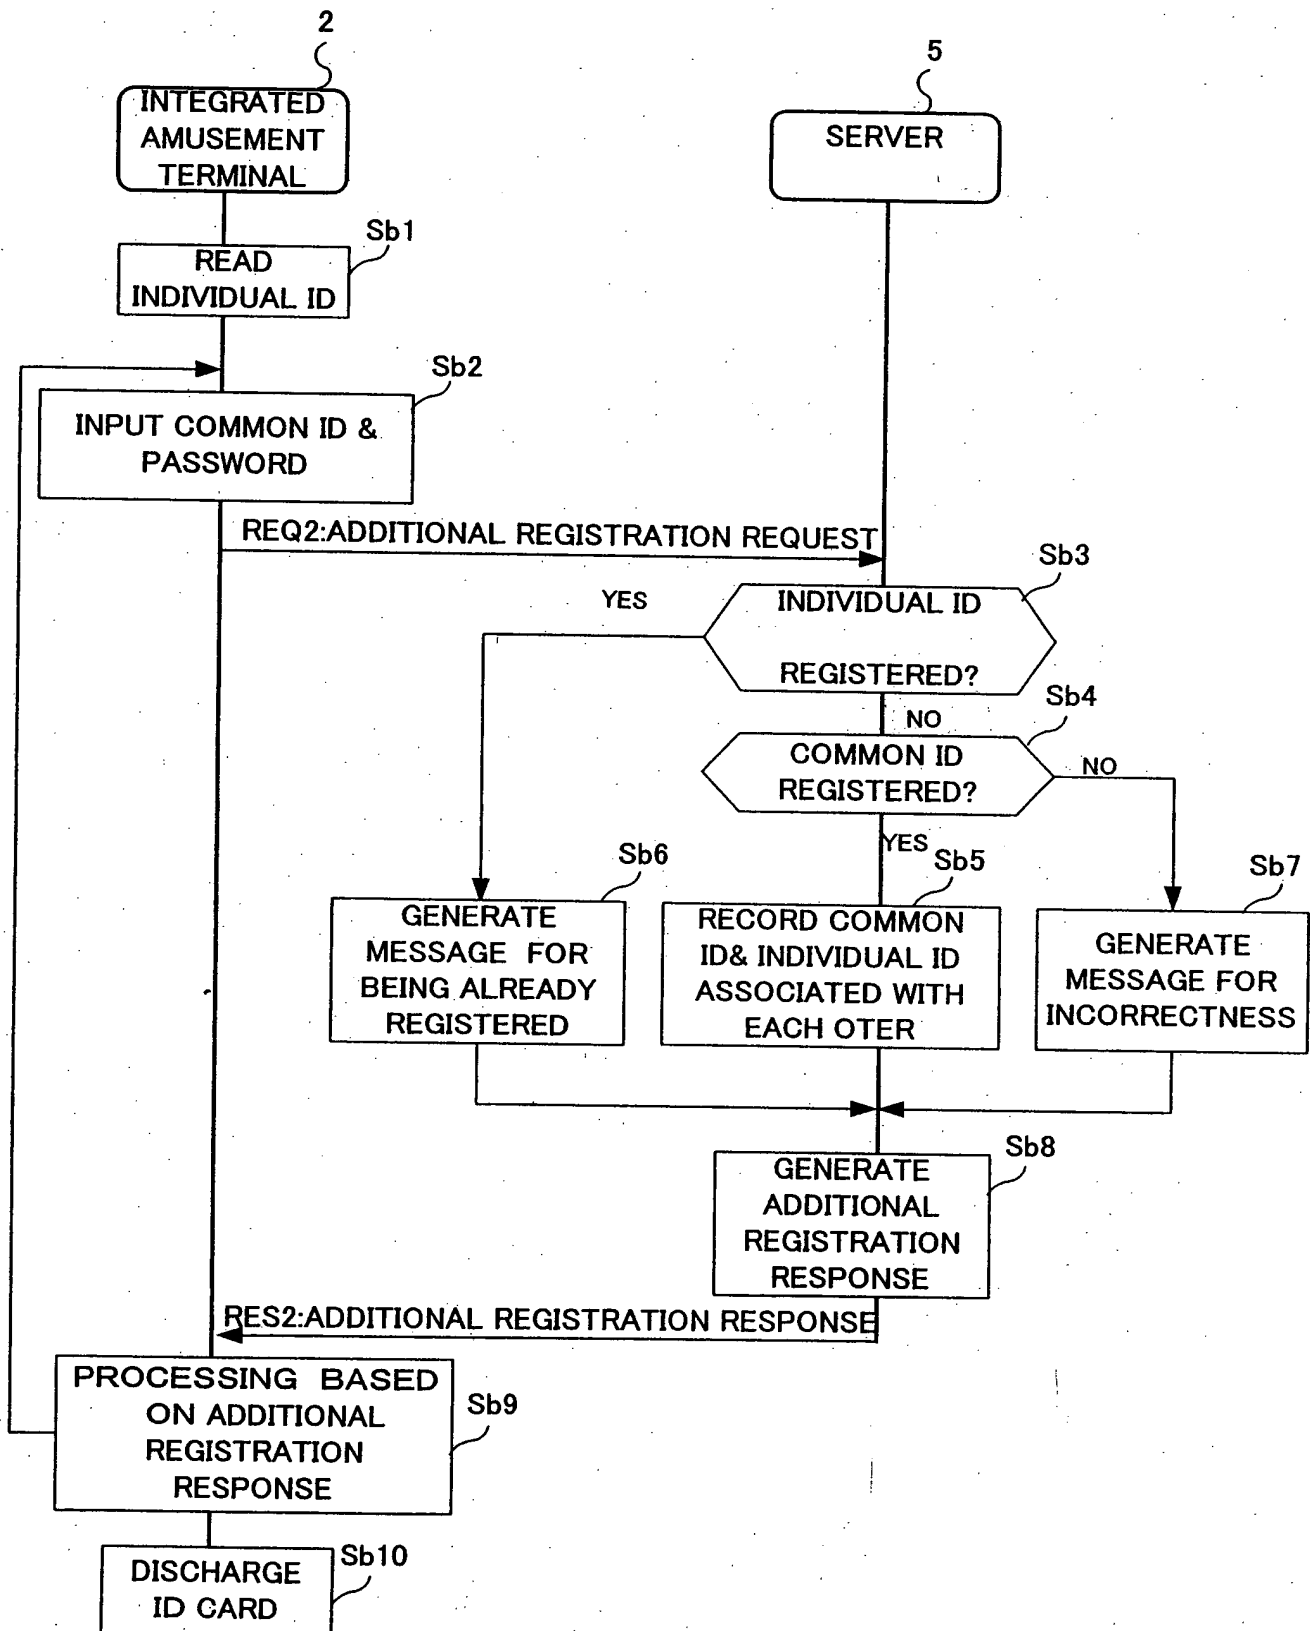 2
5
INTEGRATED
AMUSEMENT
TERMINAL
SERVER
Sb1
READ
INDIVIDUAL ID
Sb2
INPUT COMMON ID &
PASSWORD
REQ2:ADDITIONAL REGISTRATION REQUEST
Sb3
YES
INDIVIDUAL ID
REGISTERED?
NO
Sb4
COMMON ID
REGISTERED?
NO
YES
Sb6
Sb5
Sb7
GENERATE
MESSAGE FOR
BEING ALREADY
REGISTERED
RECORD COMMON
ID& INDIVIDUAL ID
ASSOCIATED WITH
EACH OTER
GENERATE
MESSAGE FOR
INCORRECTNESS
Sb8
GENERATE
ADDITIONAL
REGISTRATION
RESPONSE
RES2:ADDITIONAL REGISTRATION RESPONSE
PROCESSING BASED
ON ADDITIONAL
REGISTRATION
RESPONSE
Sb9
Sb10
DISCHARGE
ID CARD